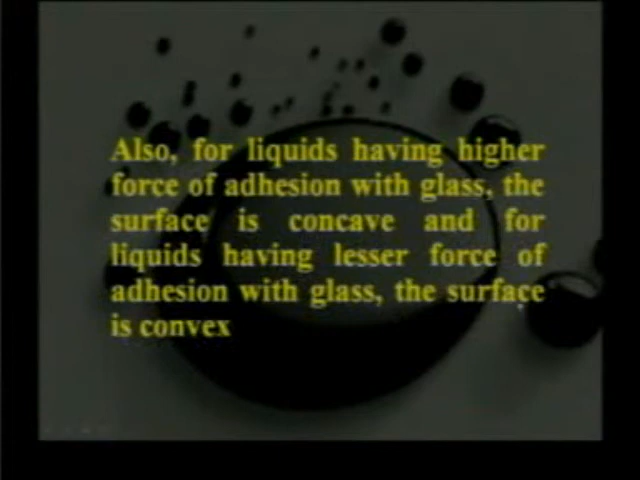 Also, for liquids having higher
force of adhesion with glass, the
surface is concave and for
liquids having lesser force of
adhesion with glass, the surface
is convex